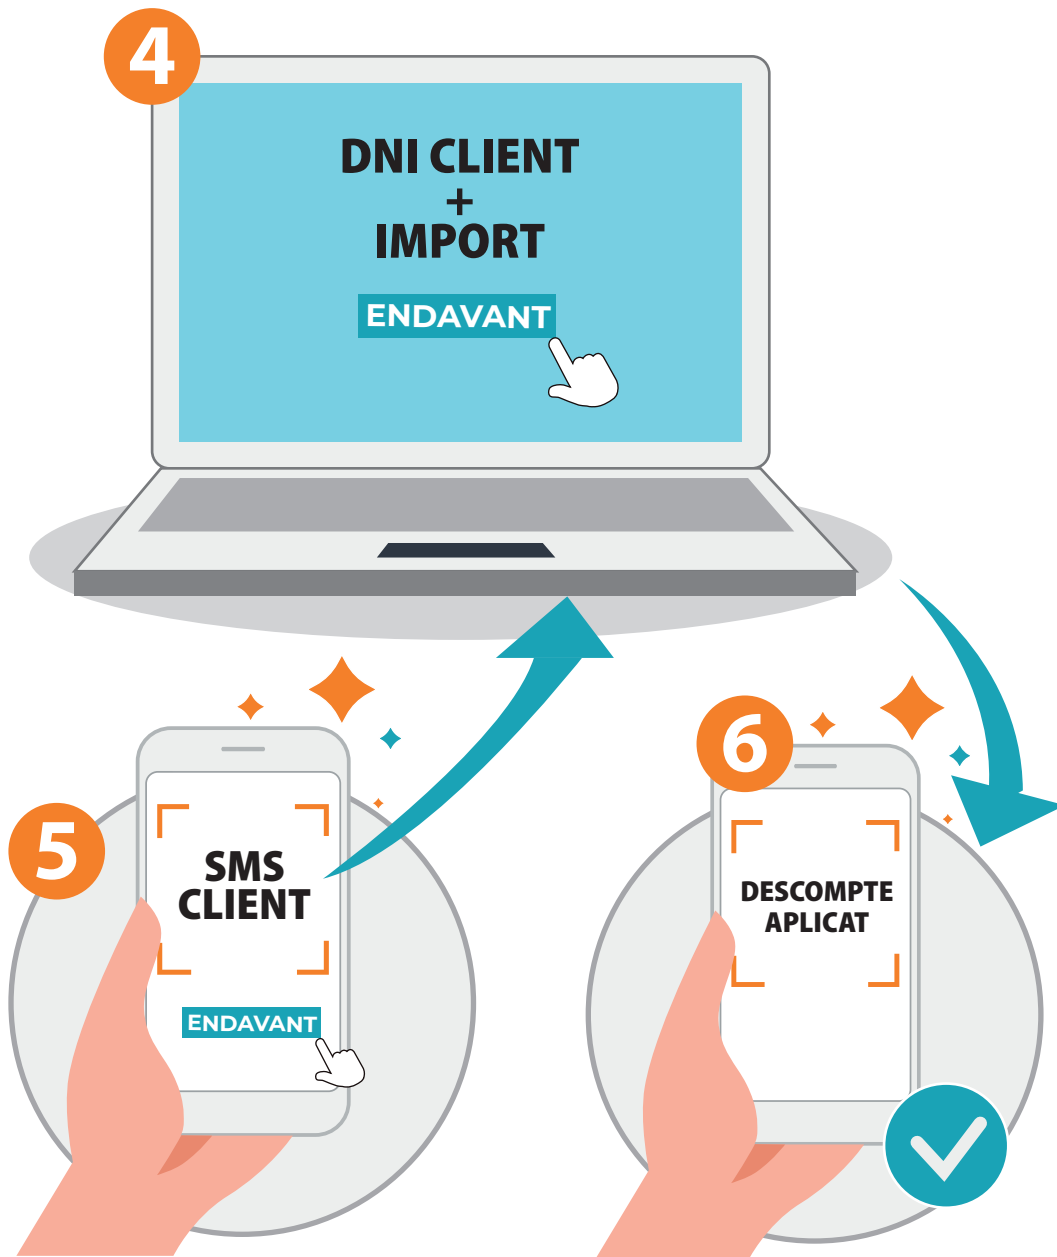 4
DNI CLIENT
+
IMPORT
ENDAVANT
5
SMS
CLIENT
ENDAVANT
6
DESCOMPTE
APLICAT